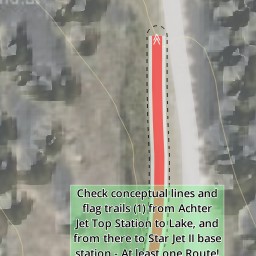 Check conceptual lines and
flag trails (1) from Achter
Jet Top Station to Lake, and
from there to Star Jet II base
station - At least one Route!